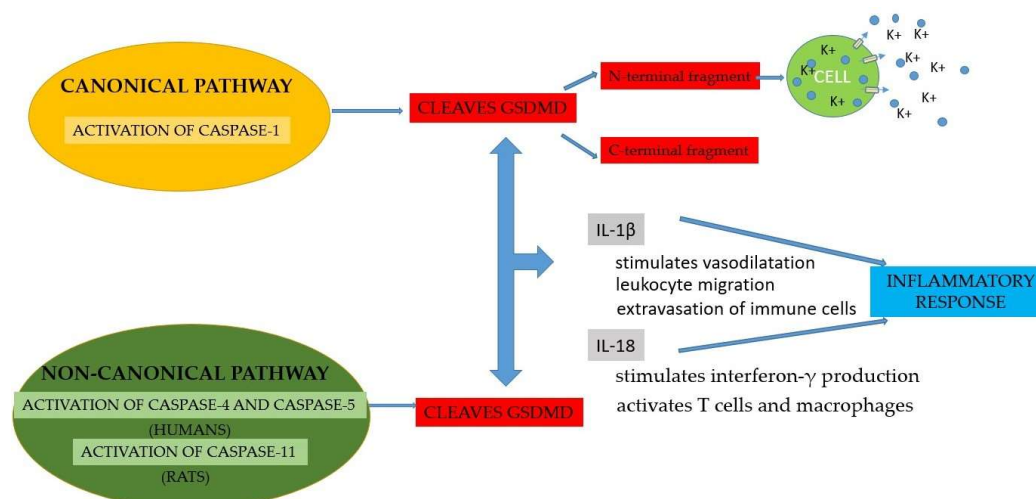 CANONICAL PATHWAY
ACTIVATION OF CASPASE-1
CLEAVES GSDMD
N-terminal fragment
C-terminal fragment
CELL
K+
K+
K+
K+
K+
K+
K+
K+
K+
K+
IL-1β
stimulates vasodilatation
leukocyte migration
extravasation of immune cells
IL-18
stimulates interferon-γ production
activates T cells and macrophages
INFLAMMATORY
RESPONSE
NON-CANONICAL PATHWAY
ACTIVATION OF CASPASE-4 AND CASPASE-5
(HUMANS)
ACTIVATION OF CASPASE-11
(RATS)
CLEAVES GSDMD